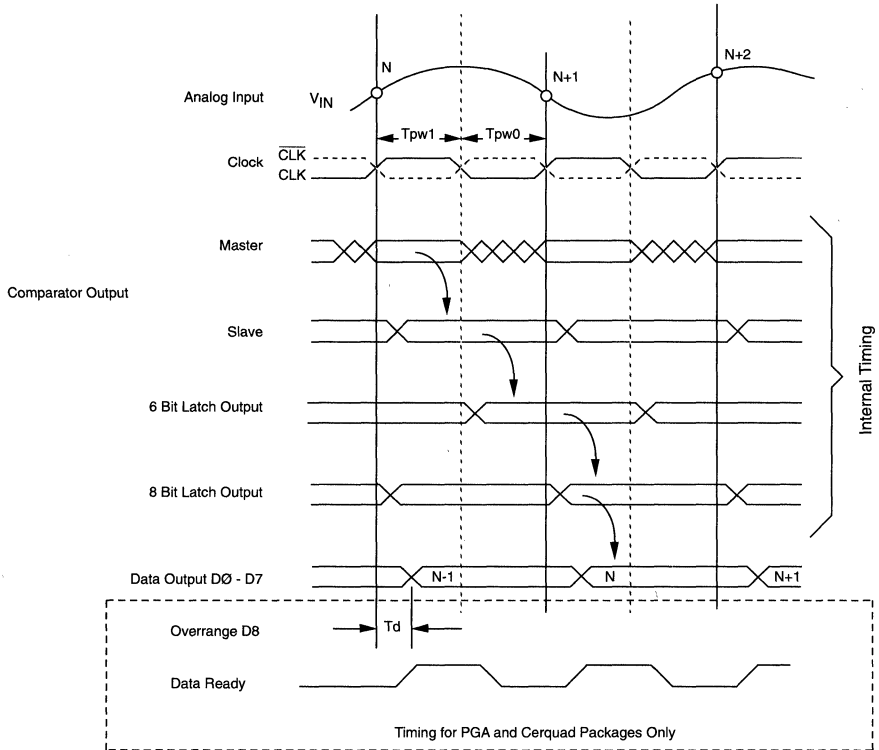 N
N+1
N+2
Analog Input VIN
Tpw1
Tpw0
Clock
CLK
CLK
Master
Comparator Output
Slave
6 Bit Latch Output
8 Bit Latch Output
Internal Timing
Data Output DØ - D7
N-1
N
N+1
Overrange D8
Td
Data Ready
Timing for PGA and Cerquad Packages Only